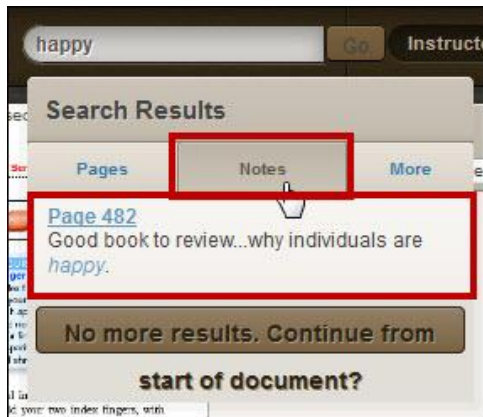 happy
Go
Instructo
Search Results
Pages
Notes
More
Page 482
Good book to review...why individuals are
happy.
No more results. Continue from
start of document?
d your two index fingers, with